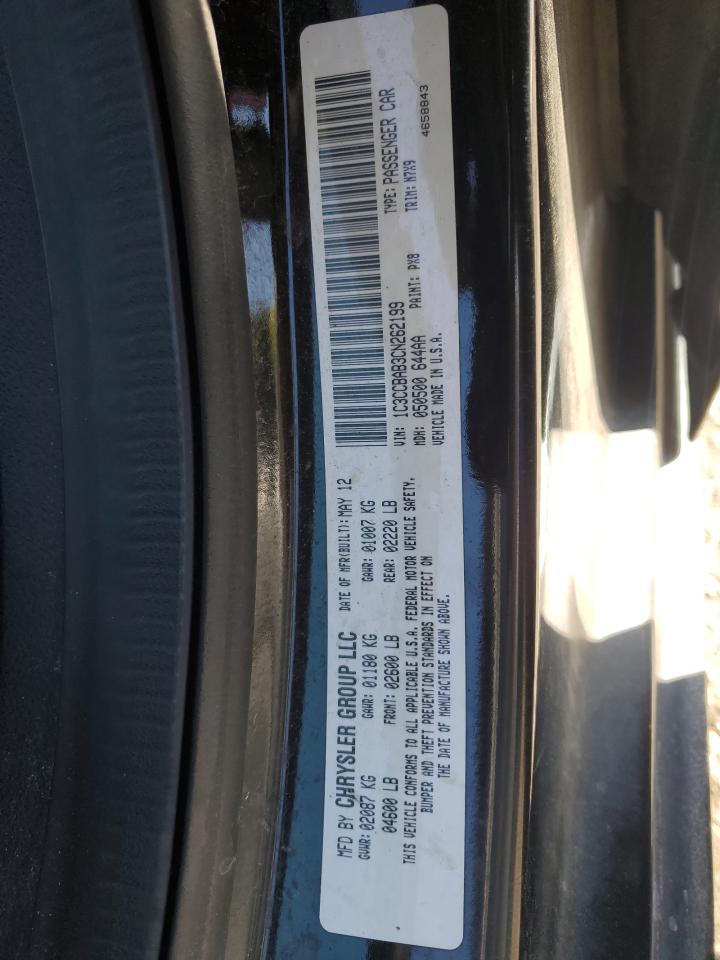 MFD BY CHRYSLER GROUP LLC DATE OF MFR(BUILT): MAY 12
GVWR: 02087 KG GAWR: 01180 KG GAWR: 01007 KG
04600 LB FRONT: 02600 LB REAR: 02220 LB
THIS VEHICLE CONFORMS TO ALL APPLICABLE U.S.A. FEDERAL MOTOR VEHICLE SAFETY,
BUMPER AND THEFT PREVENTION STANDARDS IN EFFECT ON
THE DATE OF MANUFACTURE SHOWN ABOVE.
VIN: 1C3CCBAB3CN262199 TYPE: PASSENGER CAR
MDH: 050500 644AA PAINT: PX8 TRIM: N7X9
VEHICLE MADE IN U.S.A.
4658843